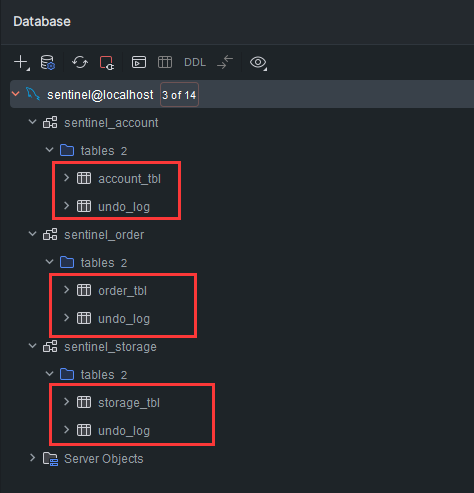 Database
DDL
sentinel@localhost 3 of 14
sentinel_account
tables 2
account_tbl
undo_log
sentinel_order
tables 2
order_tbl
undo_log
sentinel_storage
tables 2
storage_tbl
undo_log
Server Objects